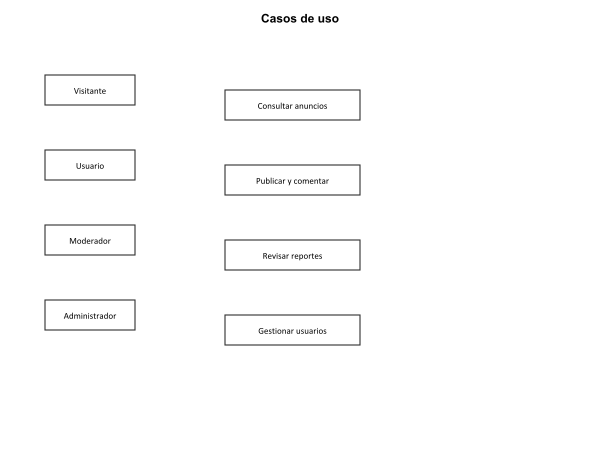 Casos de uso
Visitante
Consultar anuncios
Usuario
Publicar y comentar
Moderador
Revisar reportes
Administrador
Gestionar usuarios